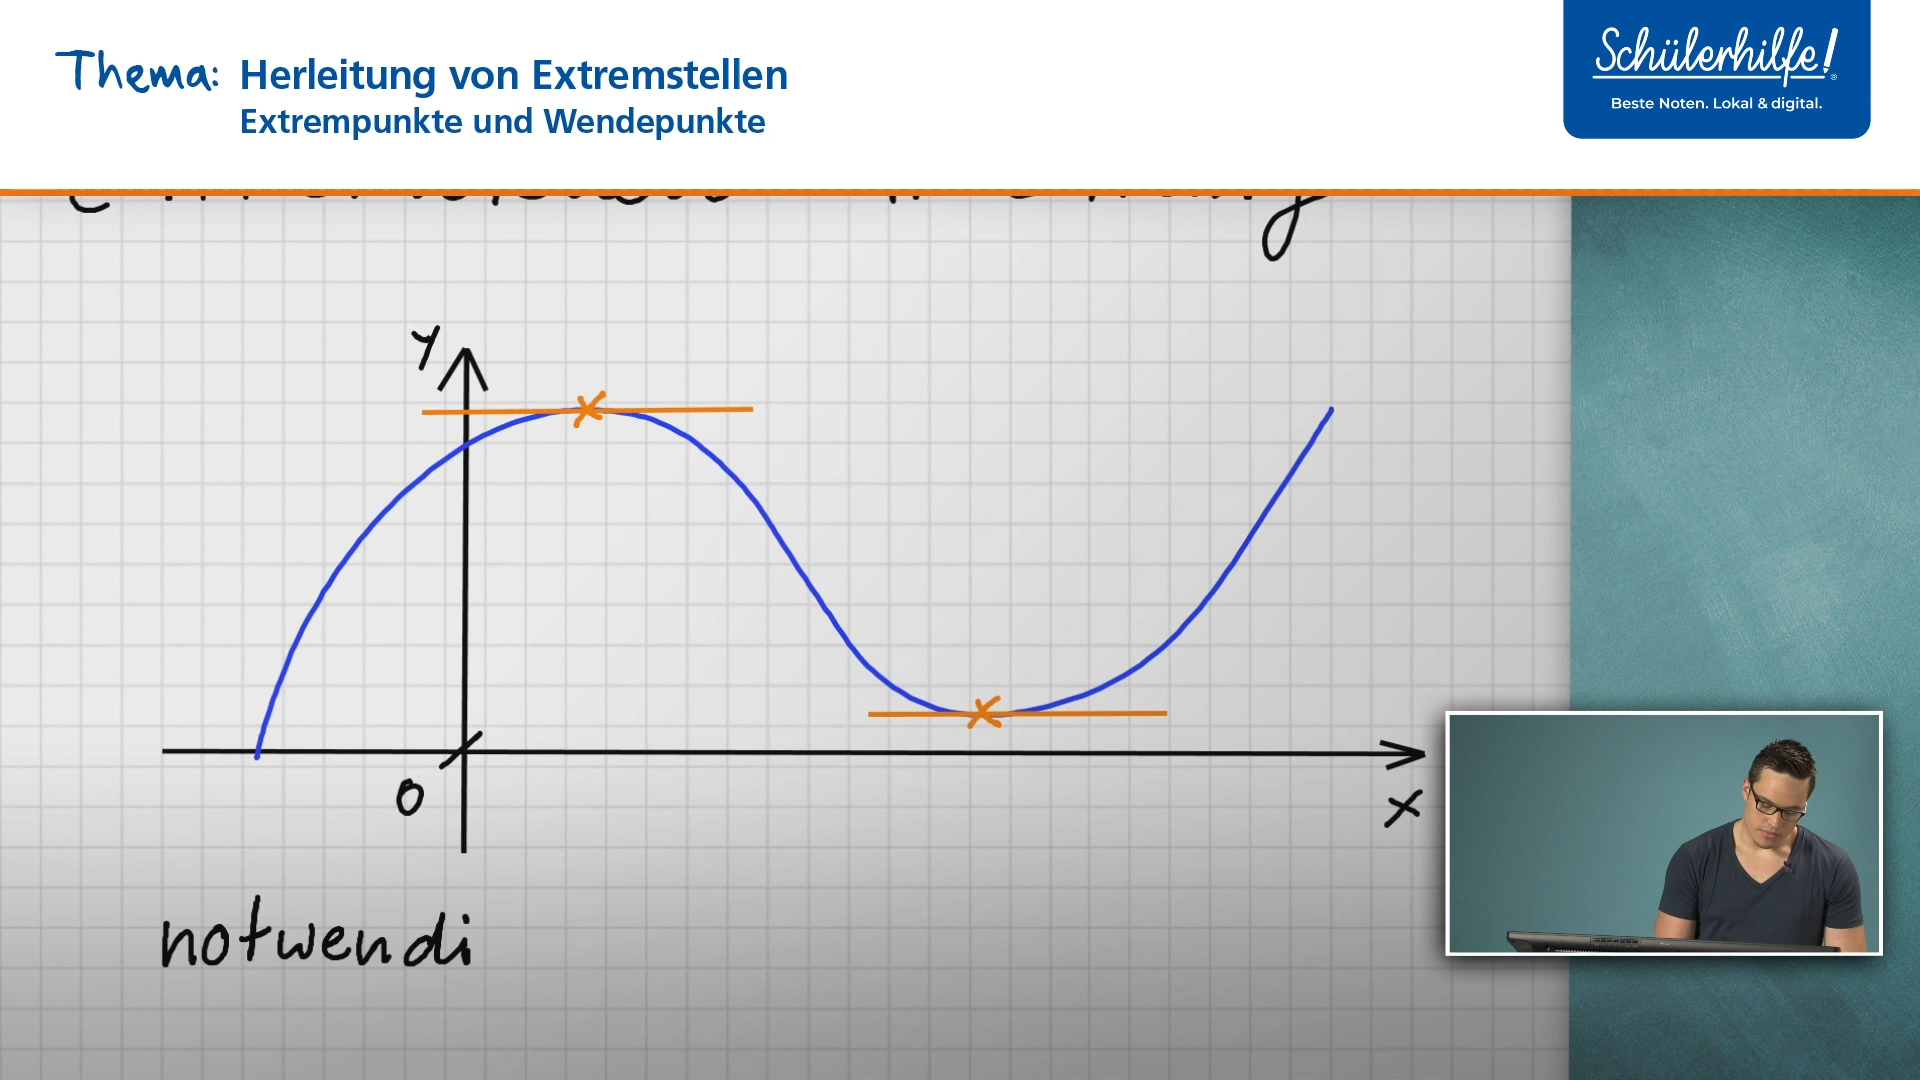 Thema: Herleitung von Extremstellen
Extrempunkte und Wendepunkte
Schülerhilfe!®
Beste Noten. Lokal & digital.
y
0
x
notwendi